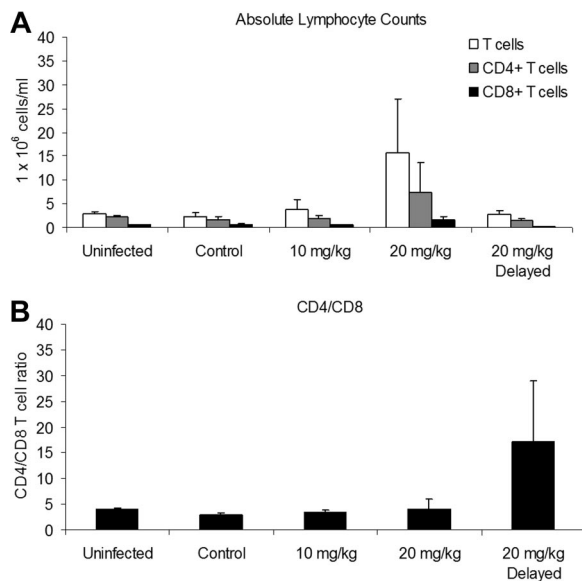 A
Absolute Lymphocyte Counts
T cells
CD4+ T cells
CD8+ T cells
1 x 10⁶ cells/ml
40
35
30
25
20
15
10
5
0
Uninfected
Control
10 mg/kg
20 mg/kg
20 mg/kg
Delayed
B
CD4/CD8
CD4/CD8 T cell ratio
40
35
30
25
20
15
10
5
0
Uninfected
Control
10 mg/kg
20 mg/kg
20 mg/kg
Delayed